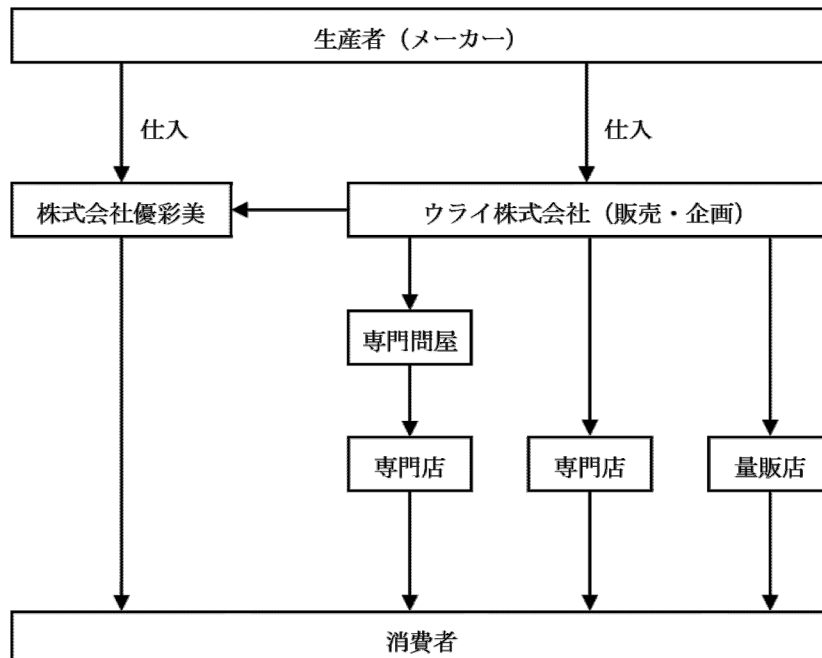 生産者（メーカー）
仕入
仕入
株式会社優彩美
ウライ株式会社（販売・企画）
専門問屋
専門店
専門店
量販店
消費者